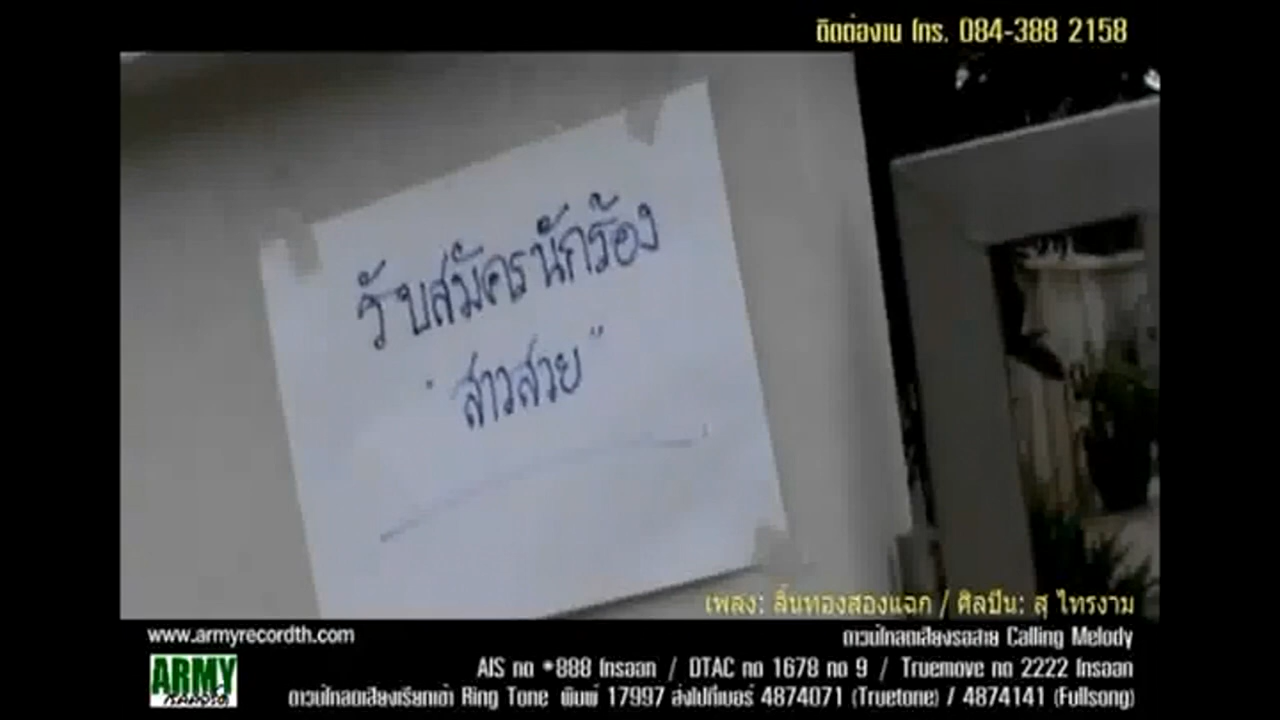 ติดต่องาน โทร. 084-388 2158
รับสมัครนักร้อง
"สาวสวย"
เพลง: ลิ้นทองสองแฉก / ศิลปิน: สุ ไทรงาม
www.armyrecordth.com
ดาวน์โหลดเสียงรอสาย Calling Melody
ARMY
AIS กด *888 โทรออก / DTAC กด 1678 กด 9 / Truemove กด 2222 โทรออก
ดาวน์โหลดเสียงเรียกเข้า Ring Tone พิมพ์ 17997 ส่งไปที่เบอร์ 4874071 (Truetone) / 4874141 (Fullsong)